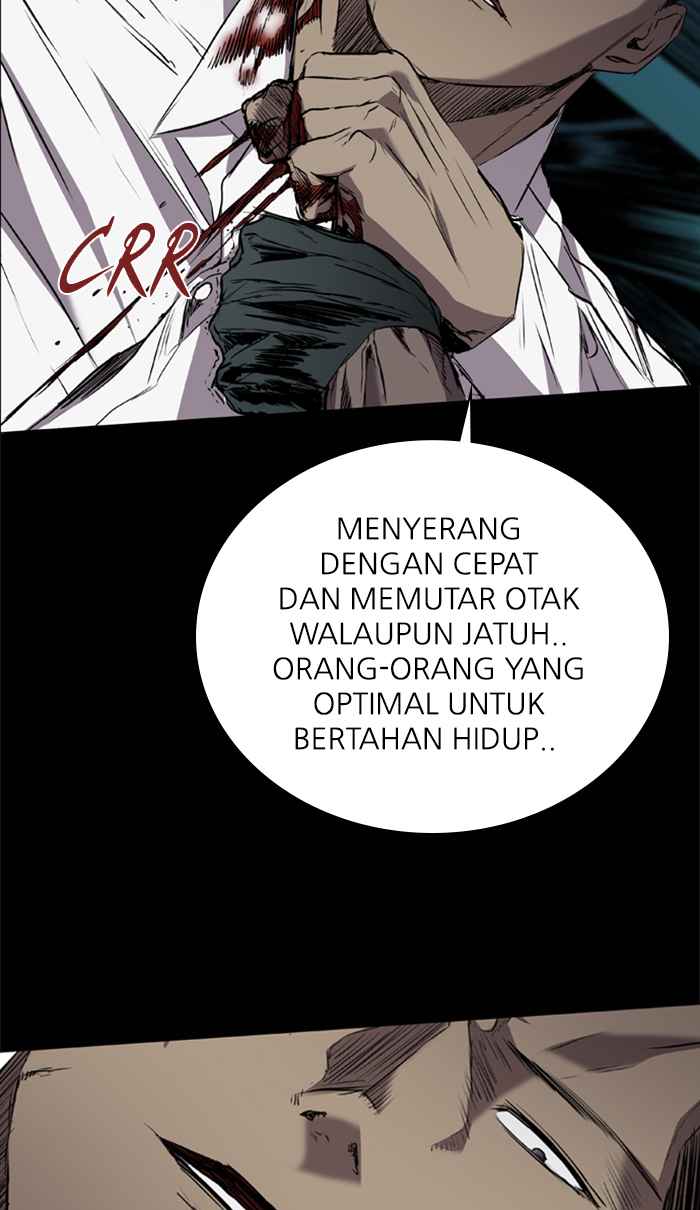 CRR
MENYERANG
DENGAN CEPAT
DAN MEMUTAR OTAK
WALAUPUN JATUH..
ORANG-ORANG YANG
OPTIMAL UNTUK
BERTAHAN HIDUP..